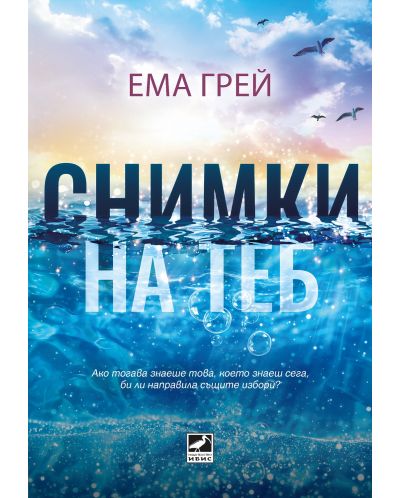 ЕМА ГРЕЙ
СНИМКИ
НА ТЕБ
Ако тогава знаеше това, което знаеш сега,
би ли направила същите избори?
ИБИС